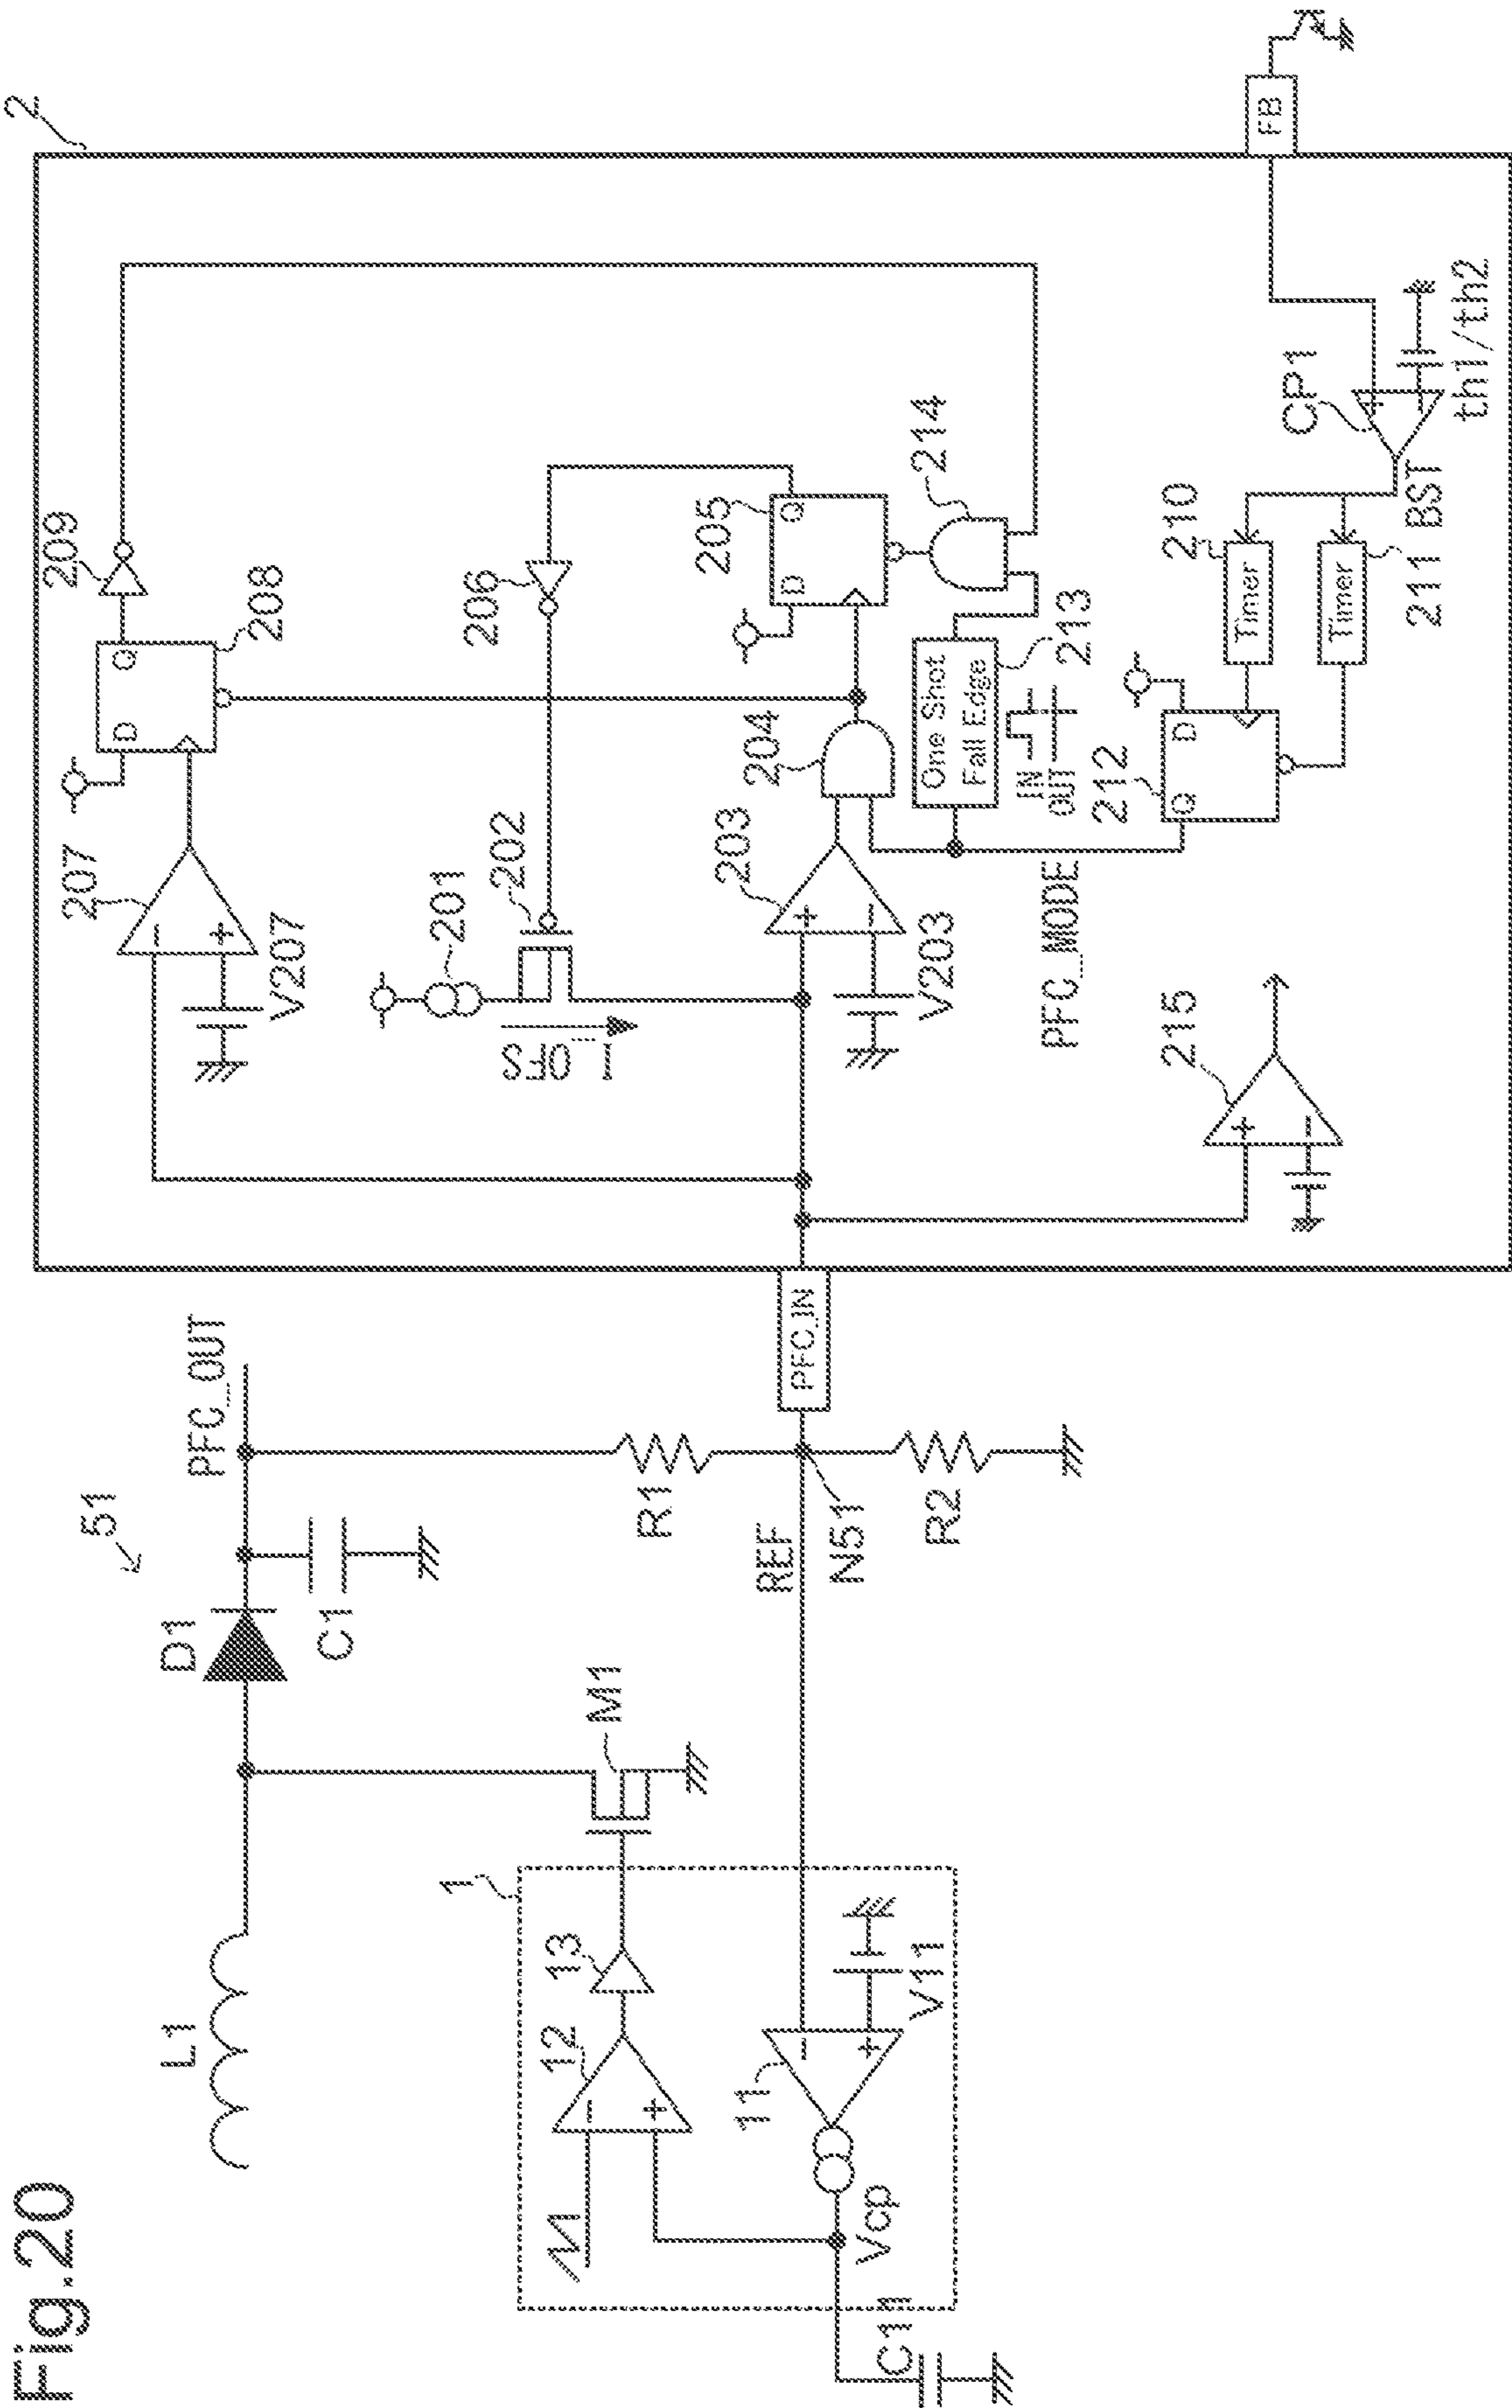 Fig.20
L1
D1
51
PFC_OUT
C1
M1
R1
REF
N51
R2
PFC_IN
1
13
12
11
V11
Vcp
C11
2
207
-
+
V207
D
Q
208
209
201
202
I_OFS
206
203
+
-
V203
204
D
Q
205
214
PFC_MODE
One Shot
Fall Edge
213
IN
OUT
212
Q
D
Timer
210
Timer
211
BST
CP1
+
-
th1/th2
FB
215
+
-
-
+
-
+